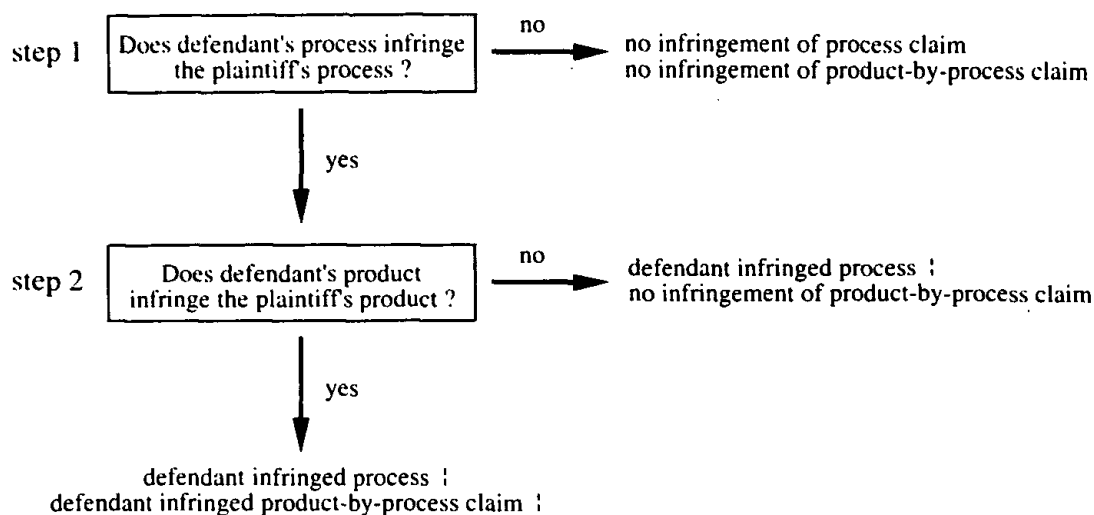 step 1
Does defendant's process infringe
the plaintiff's process ?
no
no infringement of process claim
no infringement of product-by-process claim
yes
step 2
Does defendant's product
infringe the plaintiff's product ?
no
defendant infringed process ¦
no infringement of product-by-process claim
yes
defendant infringed process ¦
defendant infringed product-by-process claim ¦